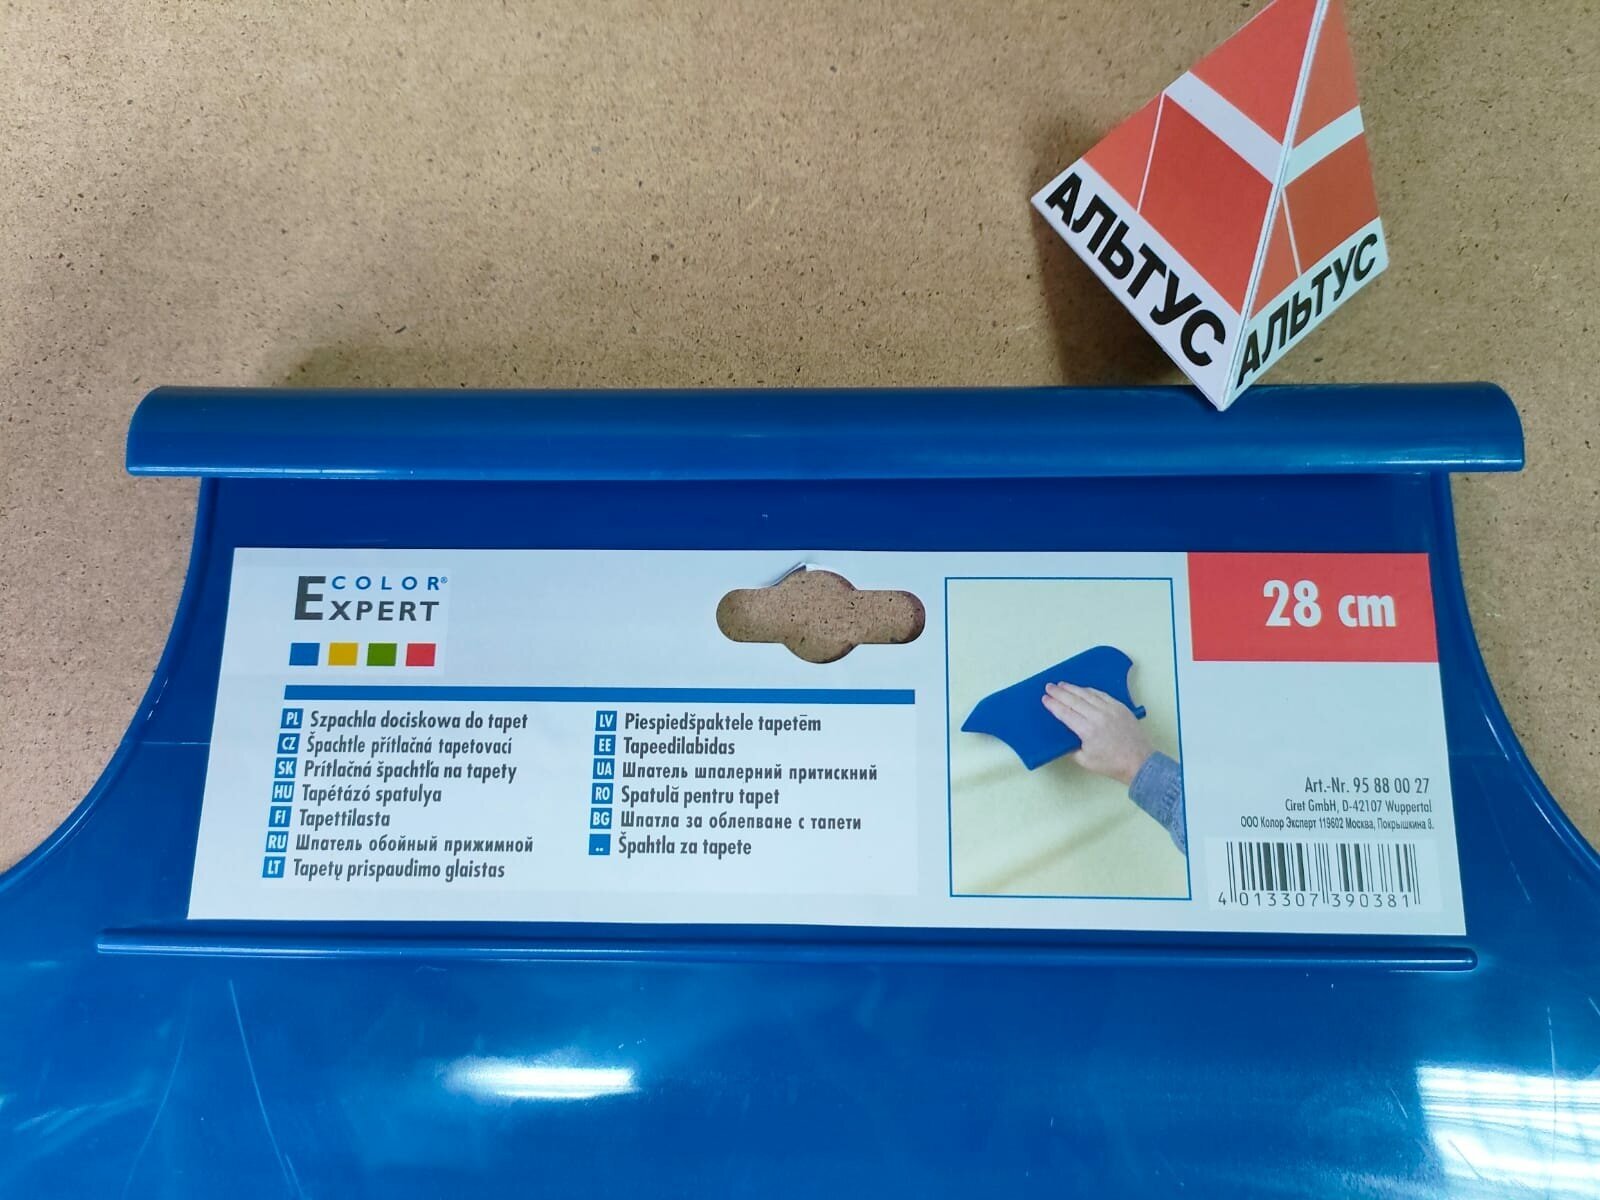 АЛЬТУС
АЛЬТУС
COLOR®
EXPERT
28 cm
PL Szpachla dociskowa do tapet
CZ Špachtle přítlačná tapetovací
SK Prítlačná špachtľa na tapety
HU Tapétázó spatulya
FI Tapettilasta
RU Шпатель обойный прижимной
LT Tapetų prispaudimo glaistas
LV Piespiedšpaktele tapetēm
EE Tapeedilabidas
UA Шпатель шпалерний притискний
RO Spatulă pentru tapet
BG Шпатла за облепване с тапети
.. Špahtla za tapete
Art.-Nr. 95 88 00 27
Ciret GmbH, D-42107 Wuppertal
ООО Колор Эксперт 119602 Москва, Покрышкина 8.
4 013307 390381